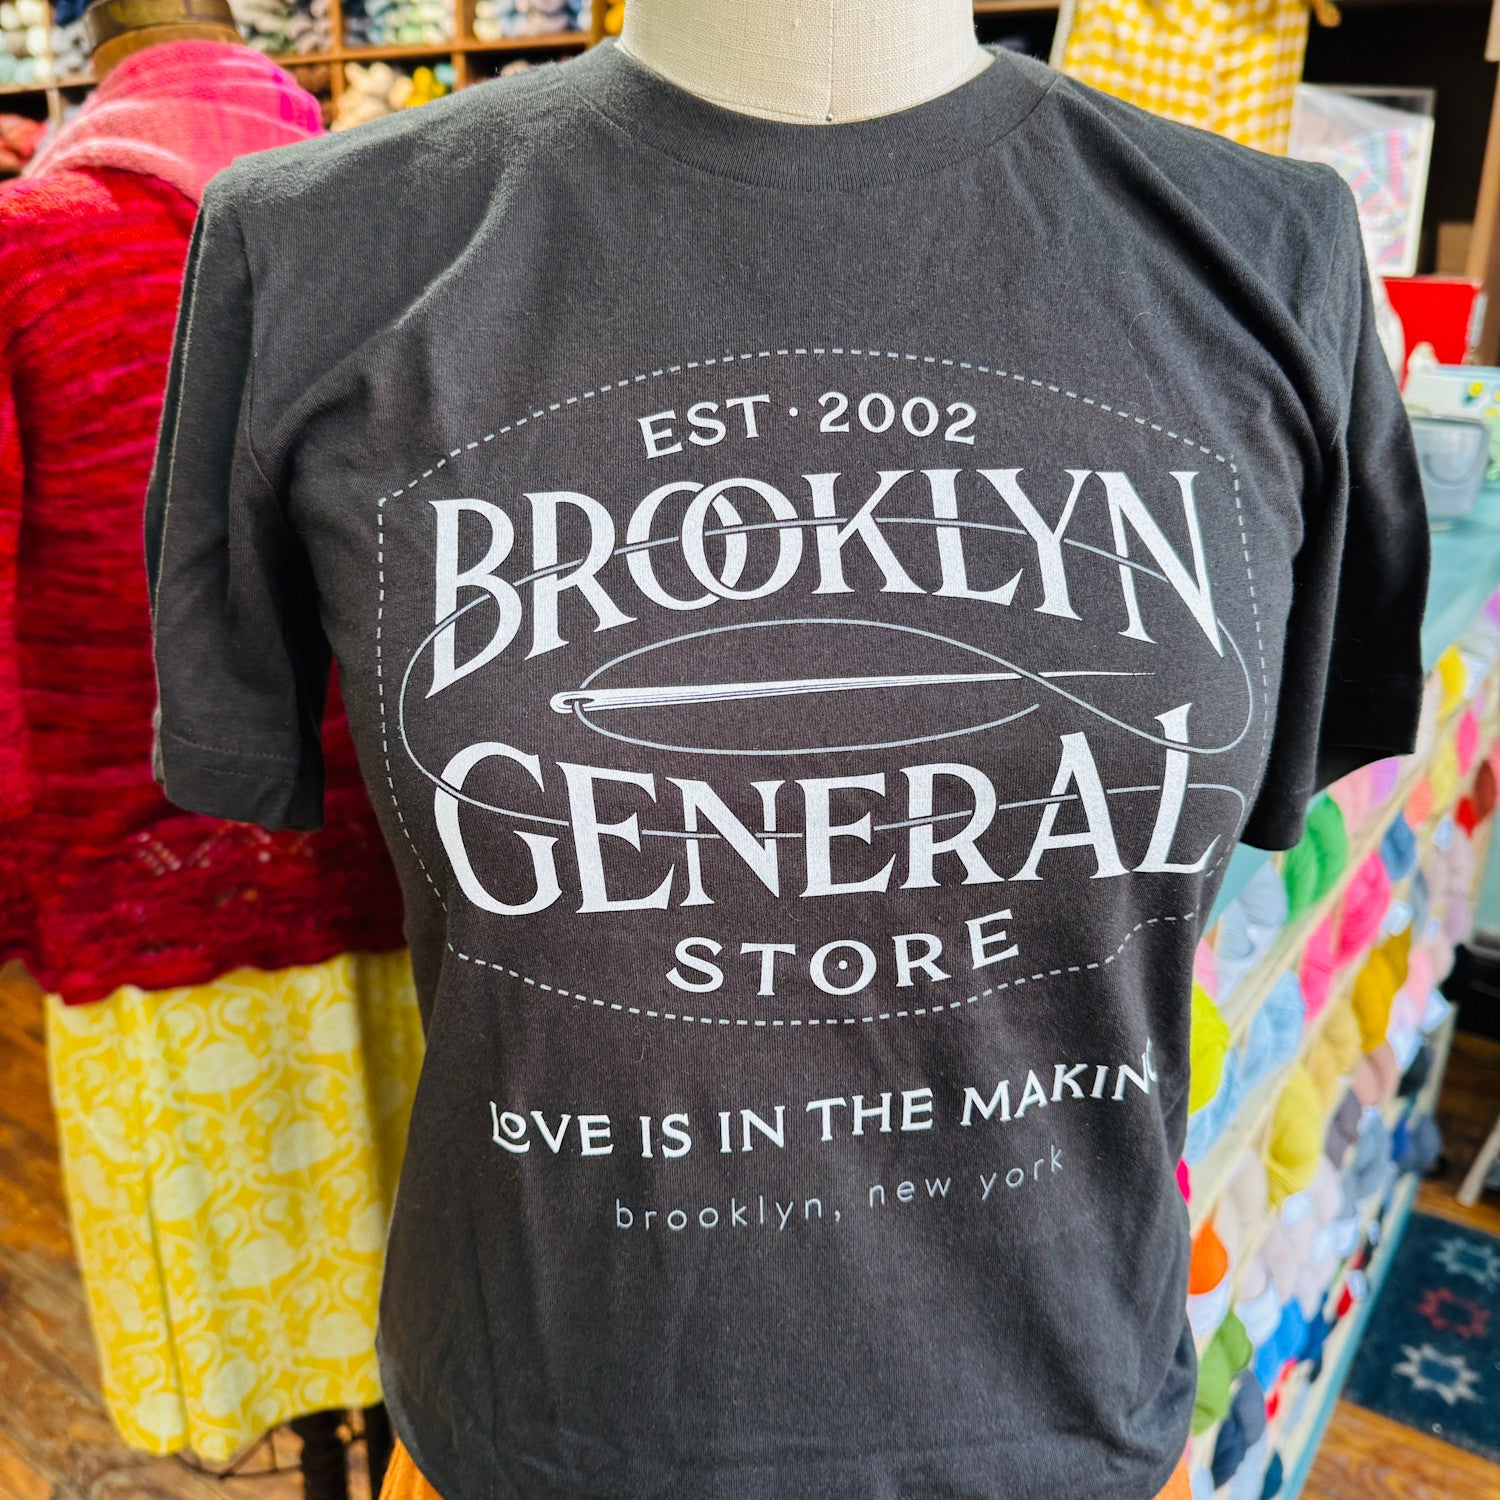 EST · 2002
BROOKLYN
GENERAL
STORE
LOVE IS IN THE MAKING
brooklyn, new york